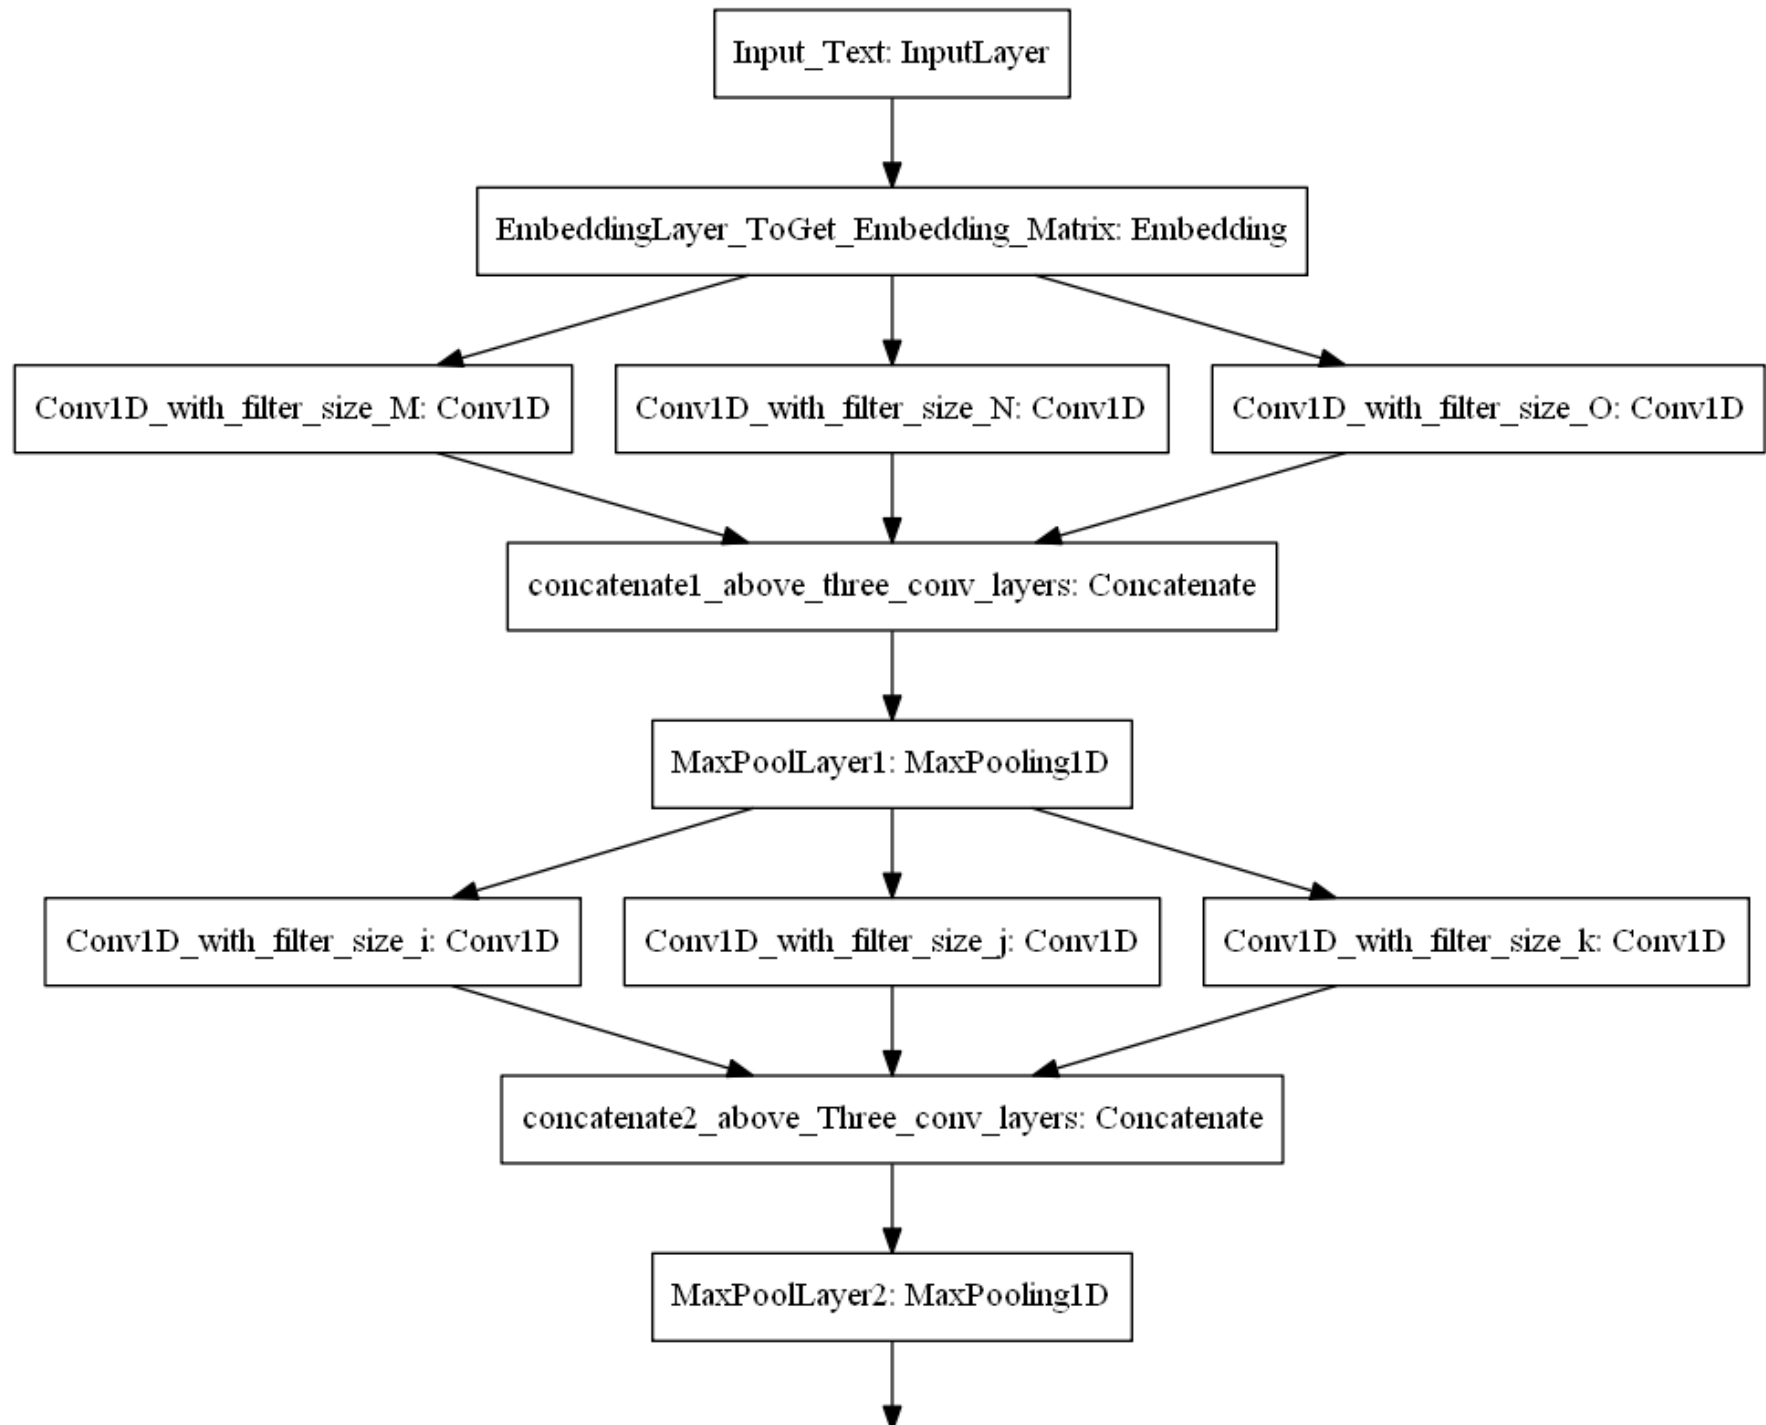 Input_Text: InputLayer
EmbeddingLayer_ToGet_Embedding_Matrix: Embedding
Conv1D_with_filter_size_M: Conv1D
Conv1D_with_filter_size_N: Conv1D
Conv1D_with_filter_size_O: Conv1D
concatenate1_above_three_conv_layers: Concatenate
MaxPoolLayer1: MaxPooling1D
Conv1D_with_filter_size_i: Conv1D
Conv1D_with_filter_size_j: Conv1D
Conv1D_with_filter_size_k: Conv1D
concatenate2_above_Three_conv_layers: Concatenate
MaxPoolLayer2: MaxPooling1D